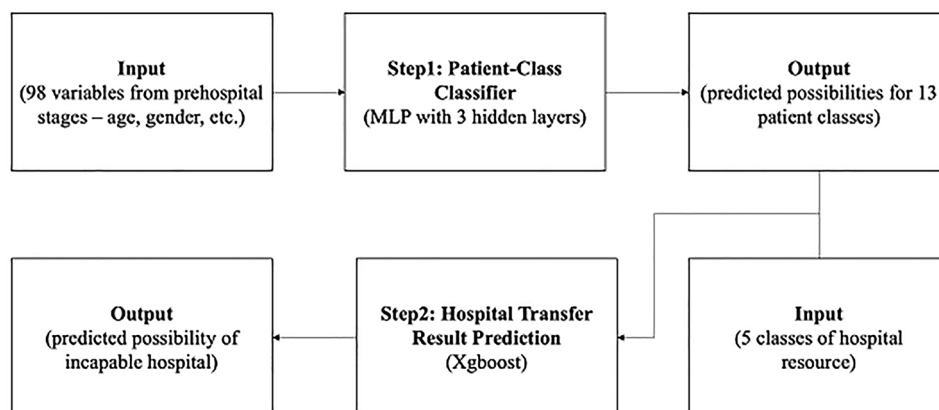 Input
(98 variables from prehospital
stages – age, gender, etc.)
Step1: Patient-Class
Classifier
(MLP with 3 hidden layers)
Output
(predicted possibilities for 13
patient classes)
Output
(predicted possibility of
incapable hospital)
Step2: Hospital Transfer
Result Prediction
(Xgboost)
Input
(5 classes of hospital
resource)